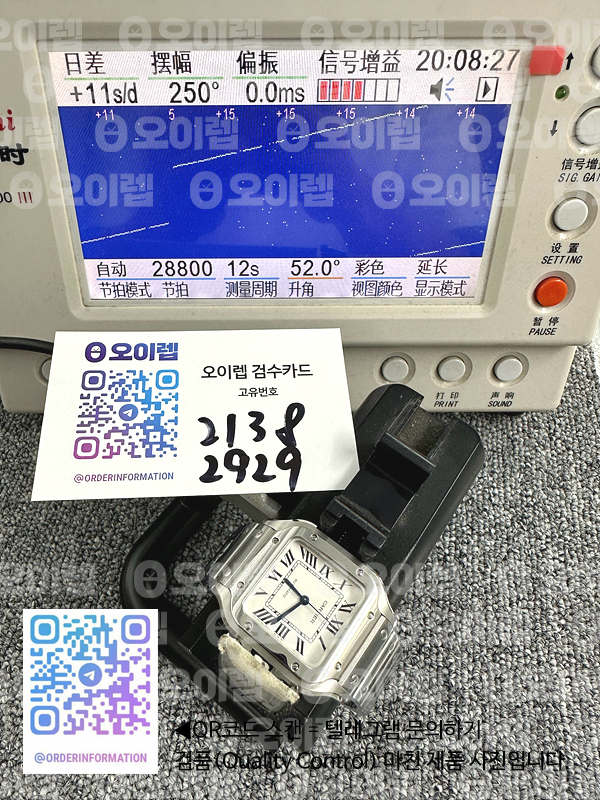 日差 摆幅 偏振 信号增益 20:08:27
+11s/d 250° 0.0ms
+11 5 +15 +15 +15 +14 +14
时
III
自动 28800 12s 52.0° 彩色 延长
节拍模式 节拍 测量周期 升角 视图颜色 显示模式
信号增益
SIG.GAI
设置
SETTING
暂停
PAUSE
打印
PRINT
声响
SOUND
오이렙
오이렙 검수카드
고유번호
2138
2929
@ORDERINFORMATION
CARTIER
@ORDERINFORMATION
◀QR코드 스캔 = 텔레그램 문의하기
검품(Quality Control) 마친 제품 사진입니다.